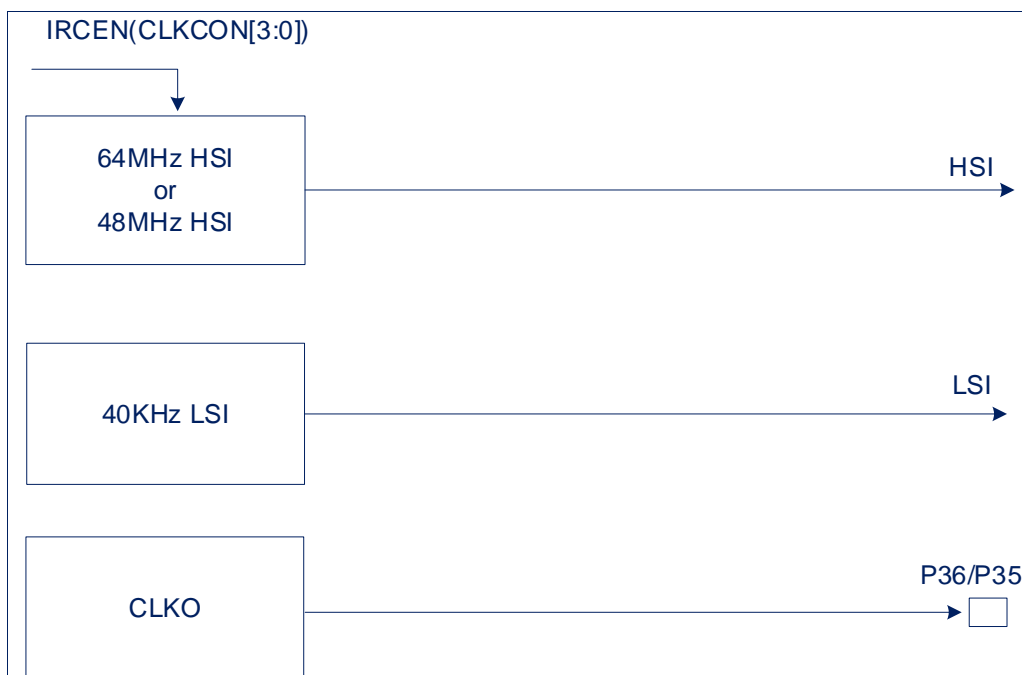 IRCEN(CLKCON[3:0])
64MHz HSI
or
48MHz HSI
HSI
40KHz LSI
LSI
CLKO
P36/P35